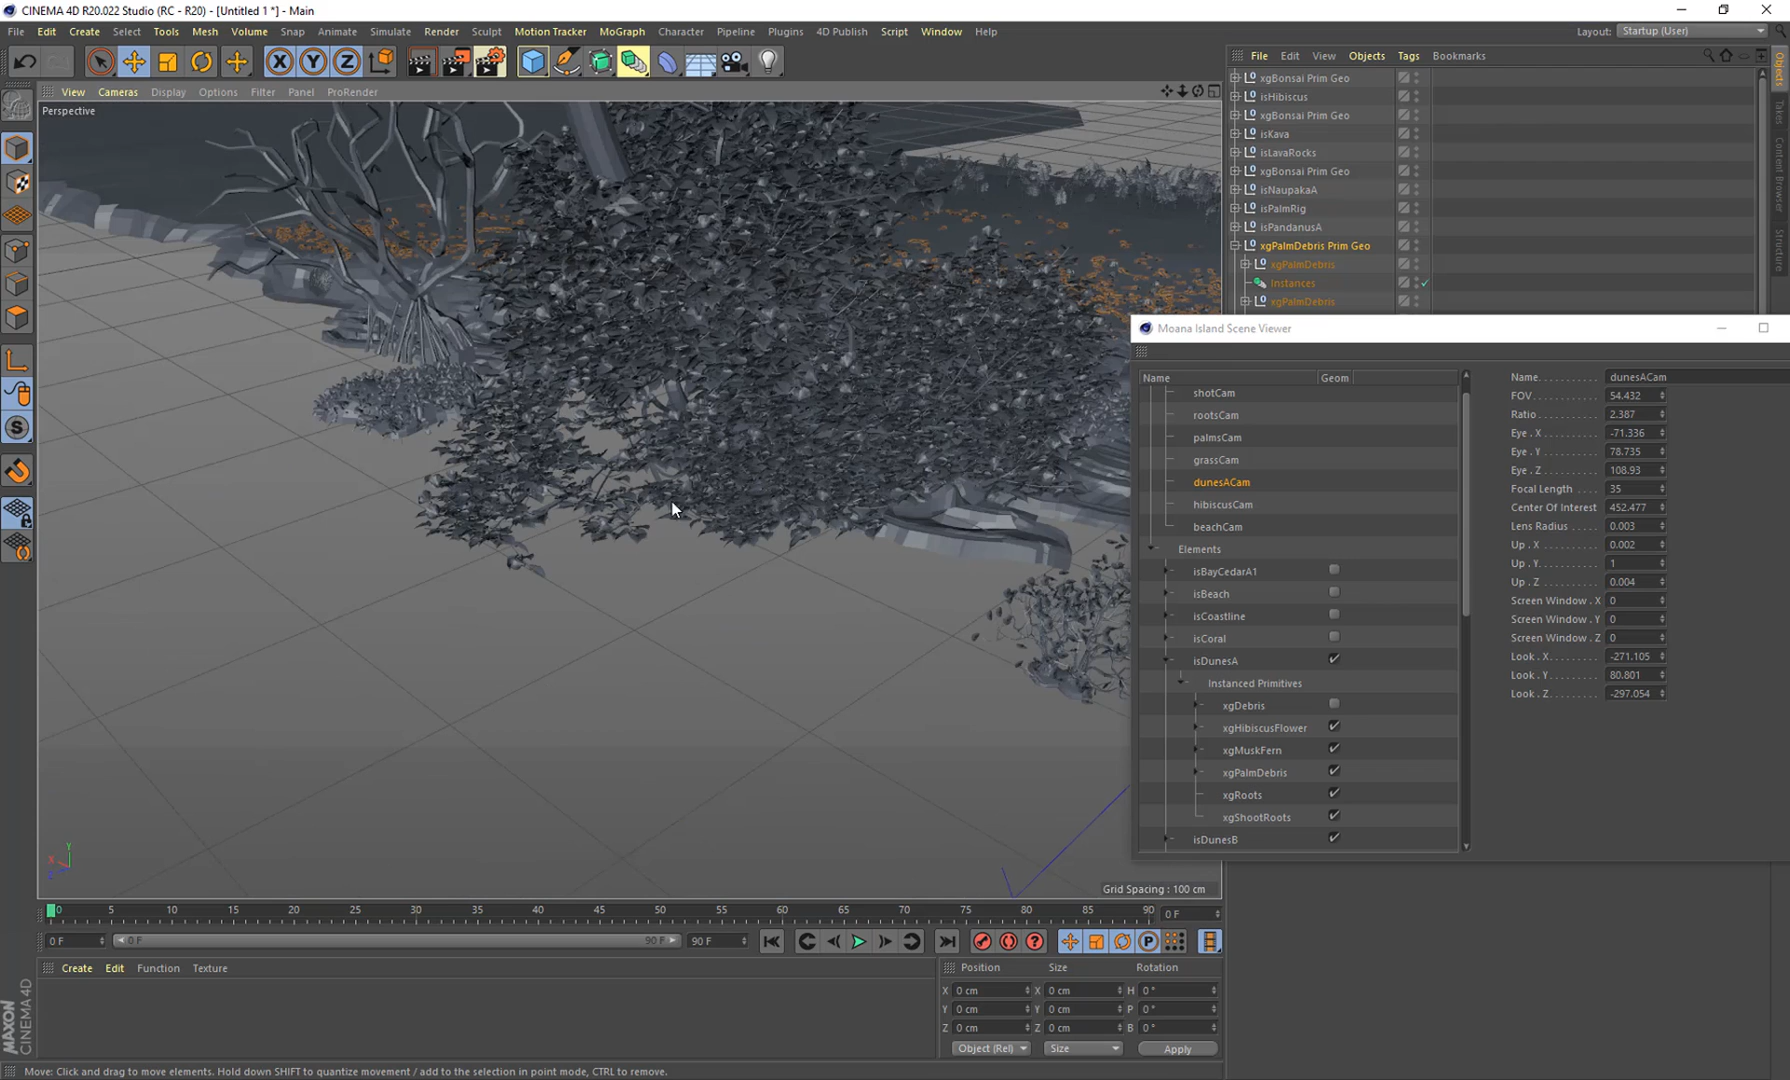 CINEMA 4D R20.022 Studio (RC - R20) - [Untitled 1 *] - Main
File Edit Create Select Tools Mesh Volume Snap Animate Simulate Render Sculpt Motion Tracker MoGraph Character Pipeline Plugins 4D Publish Script Window Help
Layout: Startup (User)
X Y Z
File Edit View Objects Tags Bookmarks
View Cameras Display Options Filter Panel ProRender
Perspective
xgBonsai Prim Geo
isHibiscus
xgBonsai Prim Geo
isKava
isLavaRocks
xgBonsai Prim Geo
isNaupakaA
isPalmRig
isPandanusA
xgPalmDebris Prim Geo
xgPalmDebris
Instances
xgPalmDebris
Objects
Takes
Content Browser
Structure
Moana Island Scene Viewer
Name Geom
shotCam
rootsCam
palmsCam
grassCam
dunesACam
hibiscusCam
beachCam
Elements
isBayCedarA1
isBeach
isCoastline
isCoral
isDunesA
Instanced Primitives
xgDebris
xgHibiscusFlower
xgMuskFern
xgPalmDebris
xgRoots
xgShootRoots
isDunesB
Name. . . . . . . . . . . dunesACam
FOV. . . . . . . . . . . . 54.432
Ratio . . . . . . . . . . . 2.387
Eye . X . . . . . . . . . -71.336
Eye . Y . . . . . . . . . 78.735
Eye . Z . . . . . . . . . 108.93
Focal Length . . . . 35
Center Of Interest 452.477
Lens Radius . . . . . 0.003
Up . X . . . . . . . . . . 0.002
Up . Y. . . . . . . . . . . 1
Up . Z . . . . . . . . . . 0.004
Screen Window . X 0
Screen Window . Y 0
Screen Window . Z 0
Look . X. . . . . . . . . -271.105
Look . Y. . . . . . . . . 80.801
Look . Z. . . . . . . . . -297.054
Y
X
Z
Grid Spacing : 100 cm
0 5 10 15 20 25 30 35 40 45 50 55 60 65 70 75 80 85 90 0 F
0 F 0 F 90 F 90 F
P
Create Edit Function Texture
Position Size Rotation
X 0 cm X 0 cm H 0 °
Y 0 cm Y 0 cm P 0 °
Z 0 cm Z 0 cm B 0 °
Object (Rel) Size Apply
MAXON
CINEMA 4D
Move: Click and drag to move elements. Hold down SHIFT to quantize movement / add to the selection in point mode, CTRL to remove.